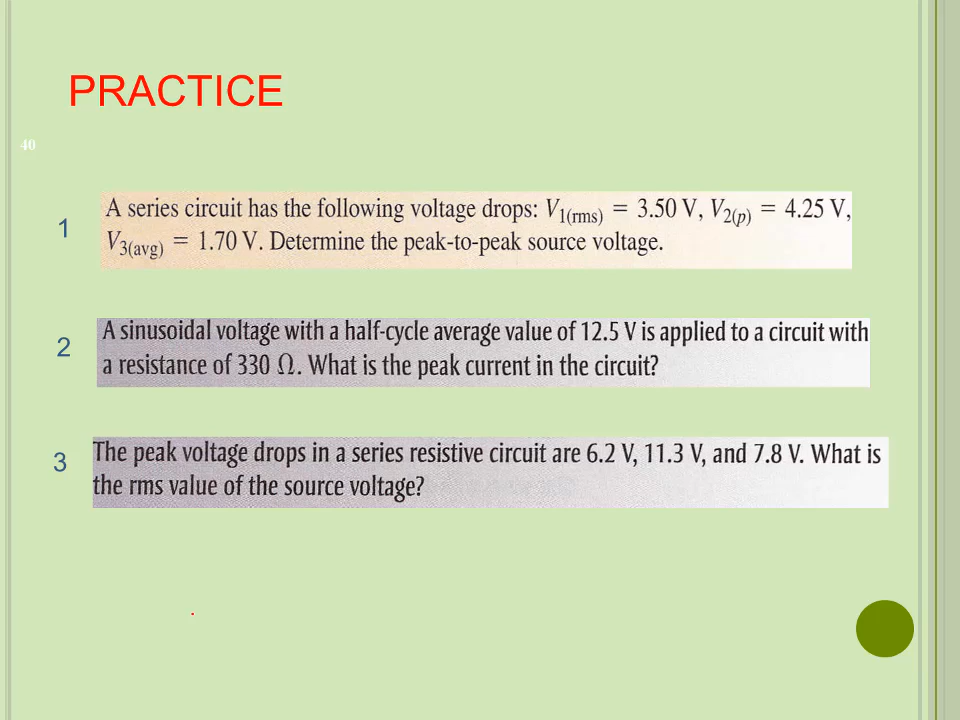 PRACTICE
40
1
A series circuit has the following voltage drops: V1(rms) = 3.50 V, V2(p) = 4.25 V,
V3(avg) = 1.70 V. Determine the peak-to-peak source voltage.
2
A sinusoidal voltage with a half-cycle average value of 12.5 V is applied to a circuit with
a resistance of 330 Ω. What is the peak current in the circuit?
3
The peak voltage drops in a series resistive circuit are 6.2 V, 11.3 V, and 7.8 V. What is
the rms value of the source voltage?
.